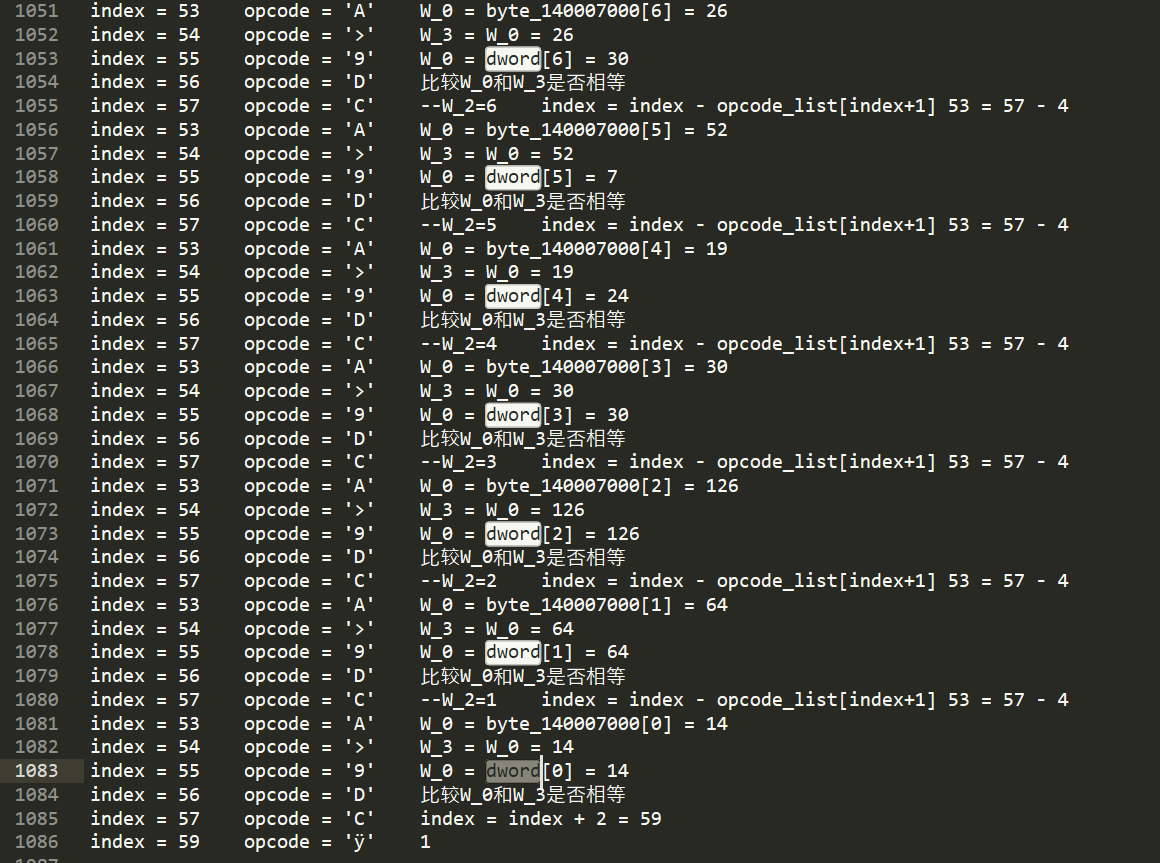 1051 index = 53 opcode = 'A' W_0 = byte_140007000[6] = 26
1052 index = 54 opcode = '>' W_3 = W_0 = 26
1053 index = 55 opcode = '9' W_0 = dword[6] = 30
1054 index = 56 opcode = 'D' 比较W_0和W_3是否相等
1055 index = 57 opcode = 'C' --W_2=6 index = index - opcode_list[index+1] 53 = 57 - 4
1056 index = 53 opcode = 'A' W_0 = byte_140007000[5] = 52
1057 index = 54 opcode = '>' W_3 = W_0 = 52
1058 index = 55 opcode = '9' W_0 = dword[5] = 7
1059 index = 56 opcode = 'D' 比较W_0和W_3是否相等
1060 index = 57 opcode = 'C' --W_2=5 index = index - opcode_list[index+1] 53 = 57 - 4
1061 index = 53 opcode = 'A' W_0 = byte_140007000[4] = 19
1062 index = 54 opcode = '>' W_3 = W_0 = 19
1063 index = 55 opcode = '9' W_0 = dword[4] = 24
1064 index = 56 opcode = 'D' 比较W_0和W_3是否相等
1065 index = 57 opcode = 'C' --W_2=4 index = index - opcode_list[index+1] 53 = 57 - 4
1066 index = 53 opcode = 'A' W_0 = byte_140007000[3] = 30
1067 index = 54 opcode = '>' W_3 = W_0 = 30
1068 index = 55 opcode = '9' W_0 = dword[3] = 30
1069 index = 56 opcode = 'D' 比较W_0和W_3是否相等
1070 index = 57 opcode = 'C' --W_2=3 index = index - opcode_list[index+1] 53 = 57 - 4
1071 index = 53 opcode = 'A' W_0 = byte_140007000[2] = 126
1072 index = 54 opcode = '>' W_3 = W_0 = 126
1073 index = 55 opcode = '9' W_0 = dword[2] = 126
1074 index = 56 opcode = 'D' 比较W_0和W_3是否相等
1075 index = 57 opcode = 'C' --W_2=2 index = index - opcode_list[index+1] 53 = 57 - 4
1076 index = 53 opcode = 'A' W_0 = byte_140007000[1] = 64
1077 index = 54 opcode = '>' W_3 = W_0 = 64
1078 index = 55 opcode = '9' W_0 = dword[1] = 64
1079 index = 56 opcode = 'D' 比较W_0和W_3是否相等
1080 index = 57 opcode = 'C' --W_2=1 index = index - opcode_list[index+1] 53 = 57 - 4
1081 index = 53 opcode = 'A' W_0 = byte_140007000[0] = 14
1082 index = 54 opcode = '>' W_3 = W_0 = 14
1083 index = 55 opcode = '9' W_0 = dword[0] = 14
1084 index = 56 opcode = 'D' 比较W_0和W_3是否相等
1085 index = 57 opcode = 'C' index = index + 2 = 59
1086 index = 59 opcode = 'ÿ' 1